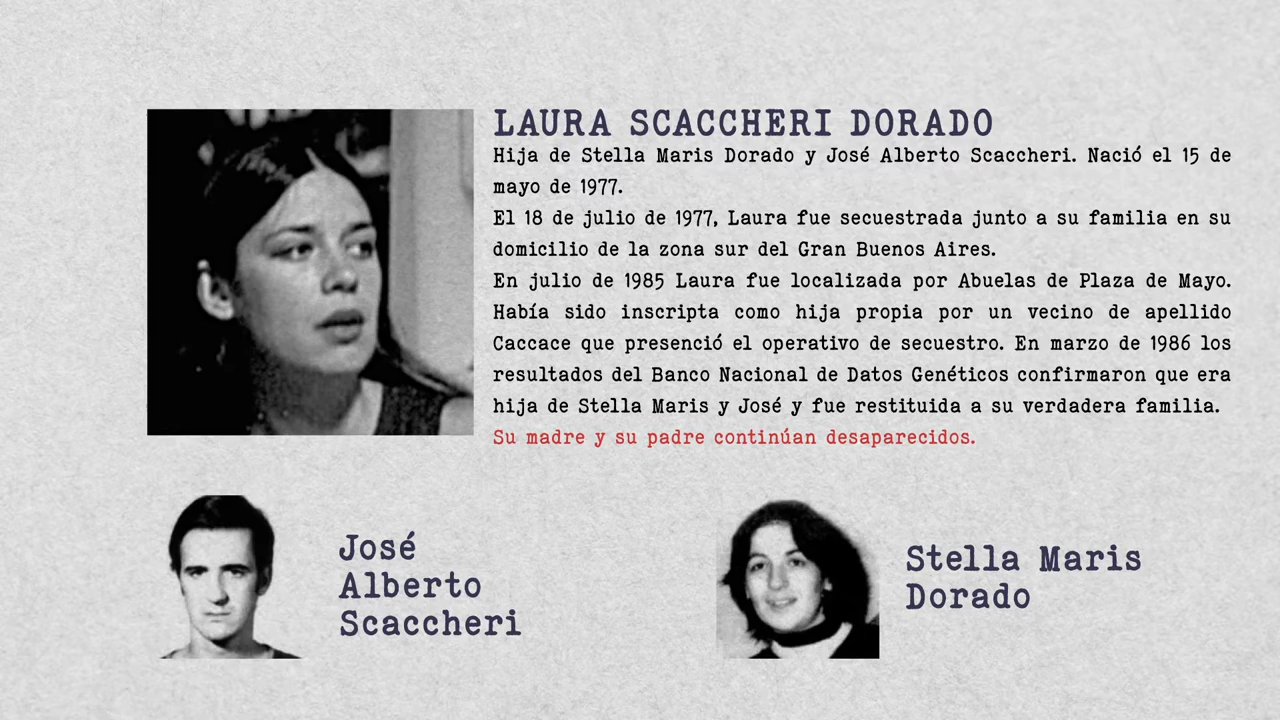 LAURA SCACCHERI DORADO
Hija de Stella Maris Dorado y José Alberto Scaccheri. Nació el 15 de
mayo de 1977.
El 18 de julio de 1977, Laura fue secuestrada junto a su familia en su
domicilio de la zona sur del Gran Buenos Aires.
En julio de 1985 Laura fue localizada por Abuelas de Plaza de Mayo.
Había sido inscripta como hija propia por un vecino de apellido
Caccace que presenció el operativo de secuestro. En marzo de 1986 los
resultados del Banco Nacional de Datos Genéticos confirmaron que era
hija de Stella Maris y José y fue restituida a su verdadera familia.
Su madre y su padre continúan desaparecidos.
José
Alberto
Scaccheri
Stella Maris
Dorado